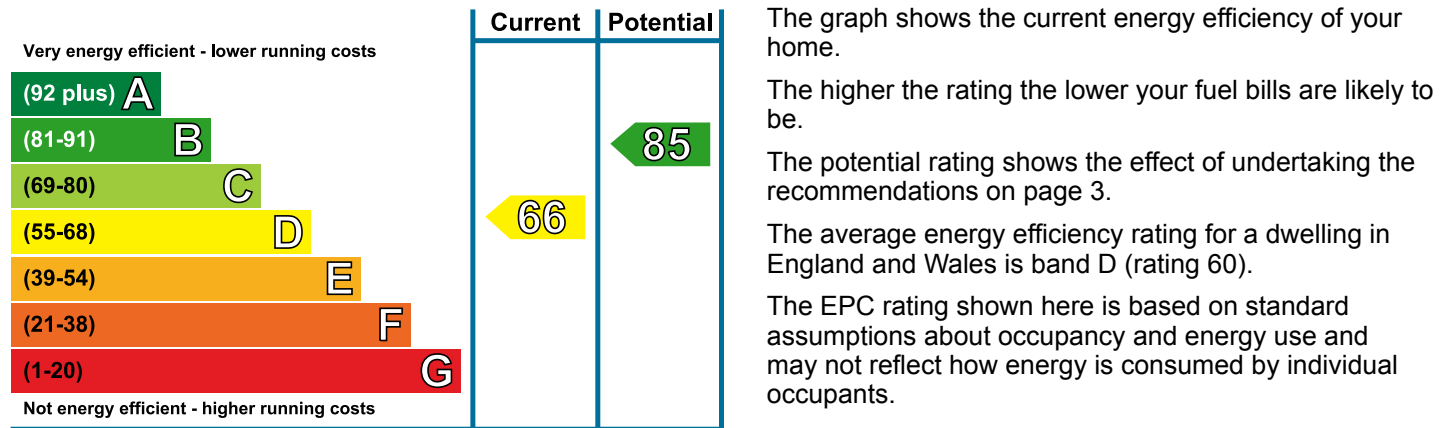 Current Potential
Very energy efficient - lower running costs
(92 plus) A
(81-91) B
85
(69-80) C
66
(55-68) D
(39-54) E
(21-38) F
(1-20) G
Not energy efficient - higher running costs
The graph shows the current energy efficiency of your
home.
The higher the rating the lower your fuel bills are likely to
be.
The potential rating shows the effect of undertaking the
recommendations on page 3.
The average energy efficiency rating for a dwelling in
England and Wales is band D (rating 60).
The EPC rating shown here is based on standard
assumptions about occupancy and energy use and
may not reflect how energy is consumed by individual
occupants.